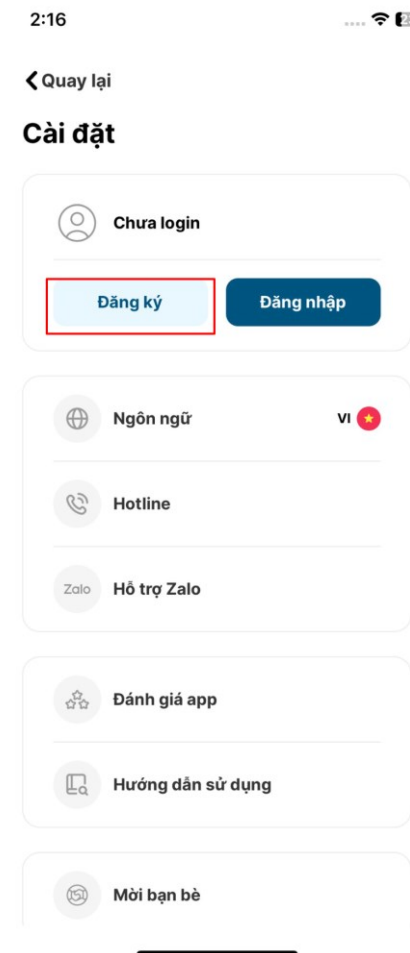 2:16
Quay lại
Cài đặt
Chưa login
Đăng ký
Đăng nhập
Ngôn ngữ
VI
Hotline
Zalo
Hỗ trợ Zalo
Đánh giá app
Hướng dẫn sử dụng
Mời bạn bè